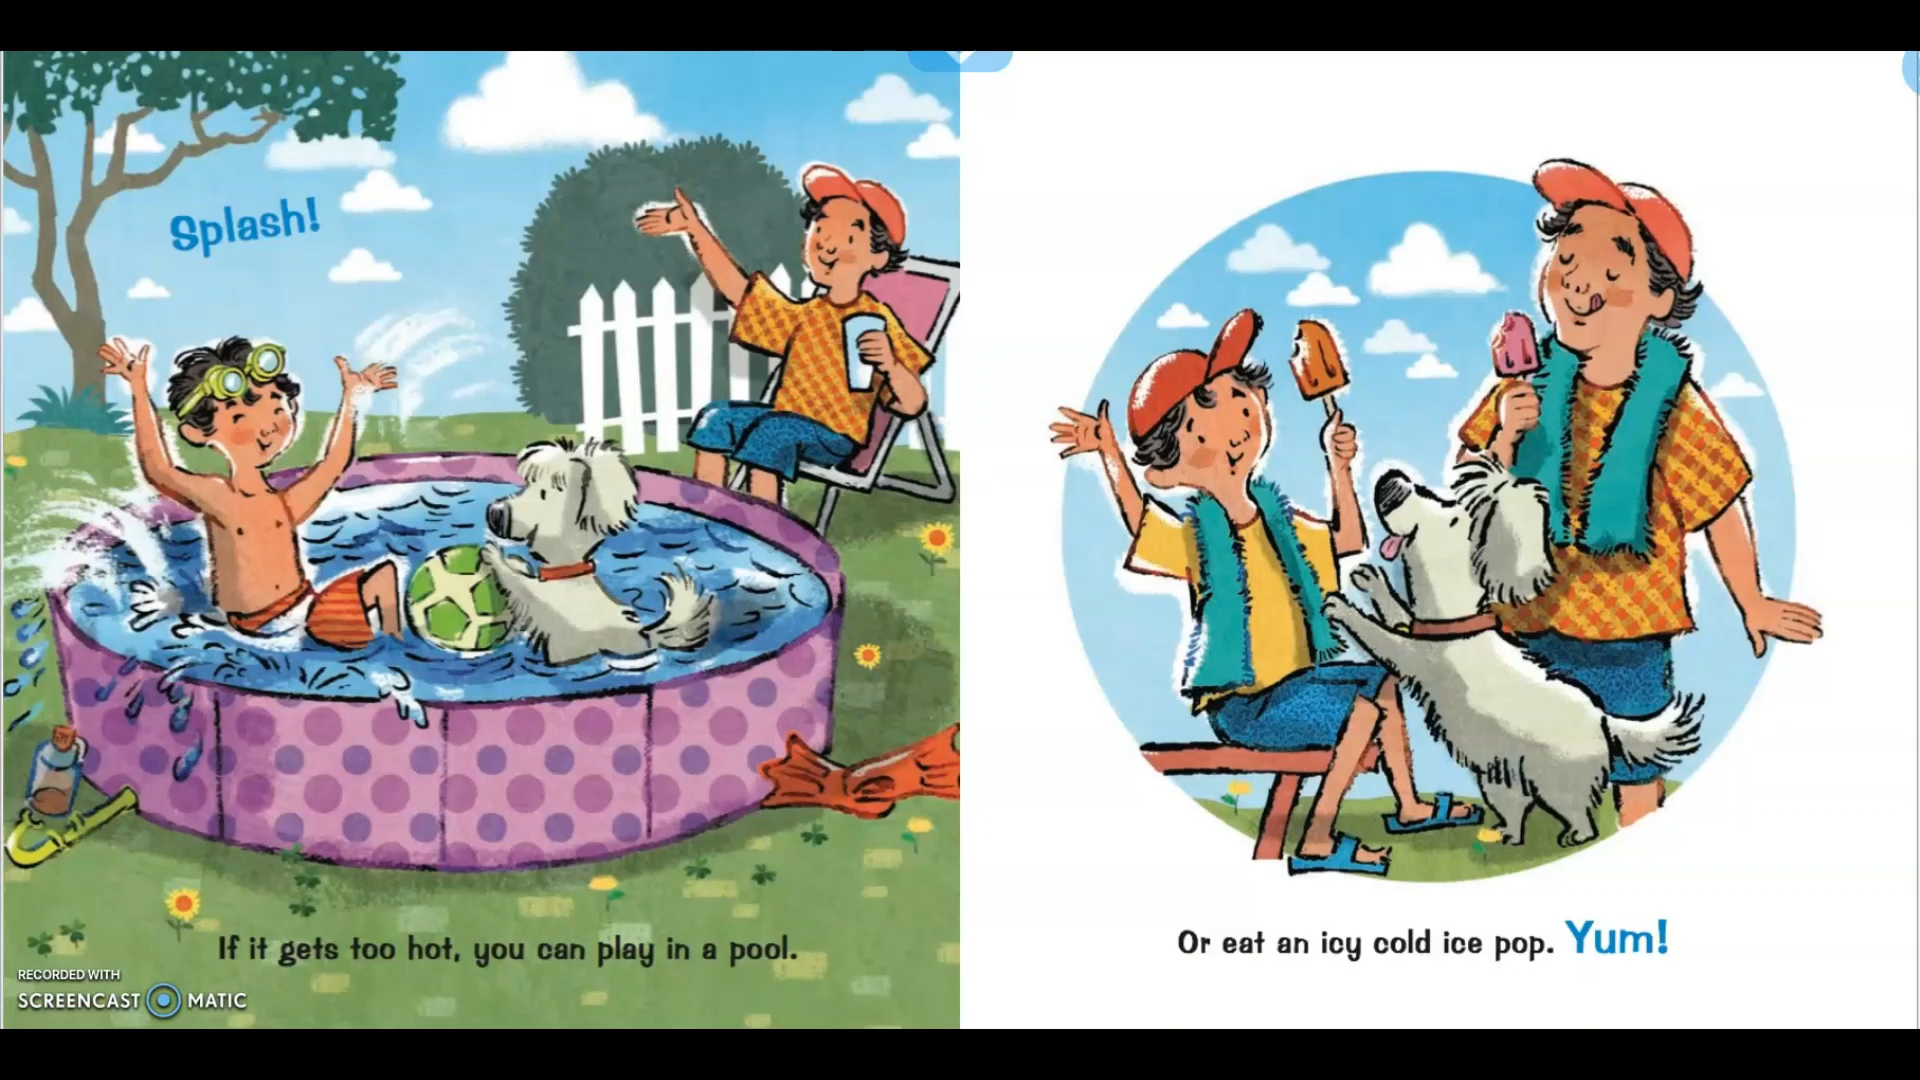 Splash!
If it gets too hot, you can play in a pool.
RECORDED WITH
SCREENCAST MATIC
Or eat an icy cold ice pop. Yum!